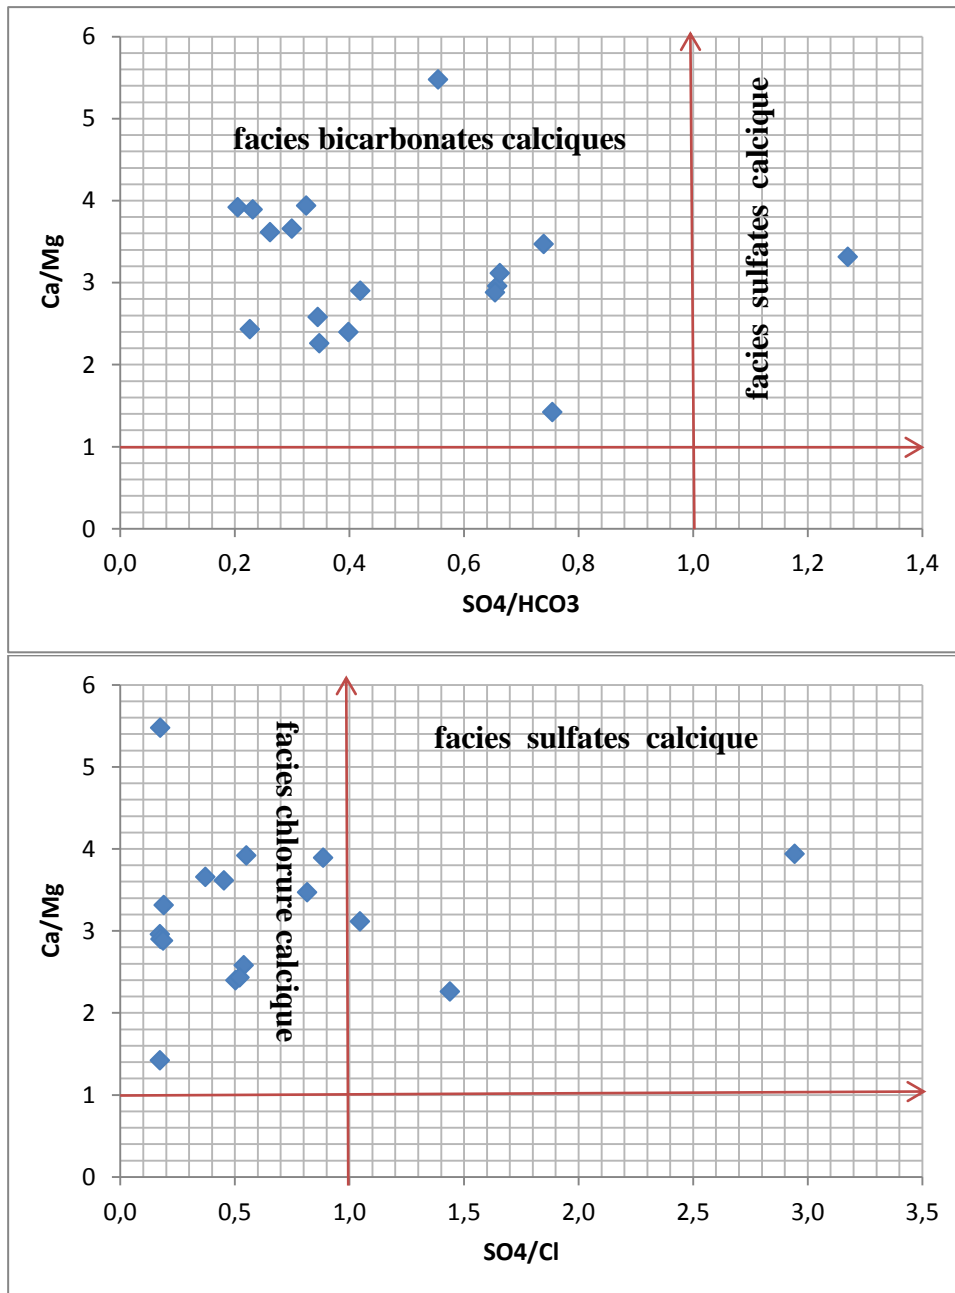 6
5
4
3
2
1
0
Ca/Mg
facies bicarbonates calciques
facies sulfates calcique
0,0 0,2 0,4 0,6 0,8 1,0 1,2 1,4
SO4/HCO3
6
5
4
3
2
1
0
Ca/Mg
facies chlorure calcique
facies sulfates calcique
0,0 0,5 1,0 1,5 2,0 2,5 3,0 3,5
SO4/Cl